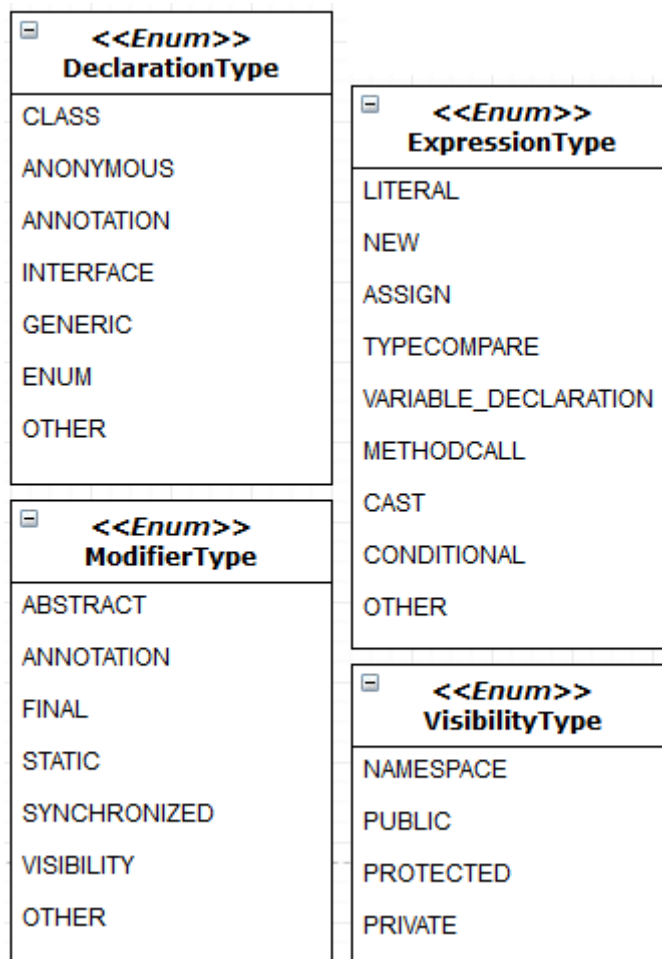 <<Enum>>
DeclarationType
CLASS
ANONYMOUS
ANNOTATION
INTERFACE
GENERIC
ENUM
OTHER
<<Enum>>
ModifierType
ABSTRACT
ANNOTATION
FINAL
STATIC
SYNCHRONIZED
VISIBILITY
OTHER
<<Enum>>
ExpressionType
LITERAL
NEW
ASSIGN
TYPECOMPARE
VARIABLE_DECLARATION
METHODCALL
CAST
CONDITIONAL
OTHER
<<Enum>>
VisibilityType
NAMESPACE
PUBLIC
PROTECTED
PRIVATE